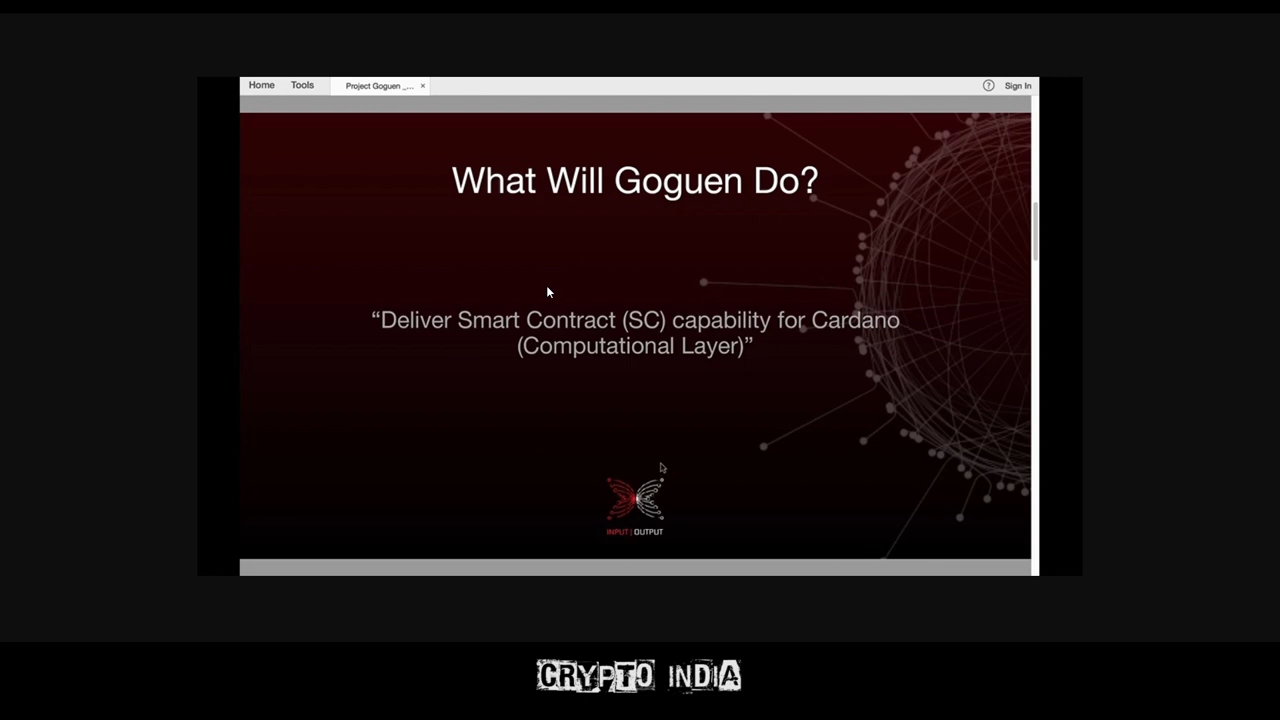 Home Tools Project Goguen _... × ? Sign In
What Will Goguen Do?
“Deliver Smart Contract (SC) capability for Cardano
(Computational Layer)”
INPUT | OUTPUT
CRYPTO INDIA